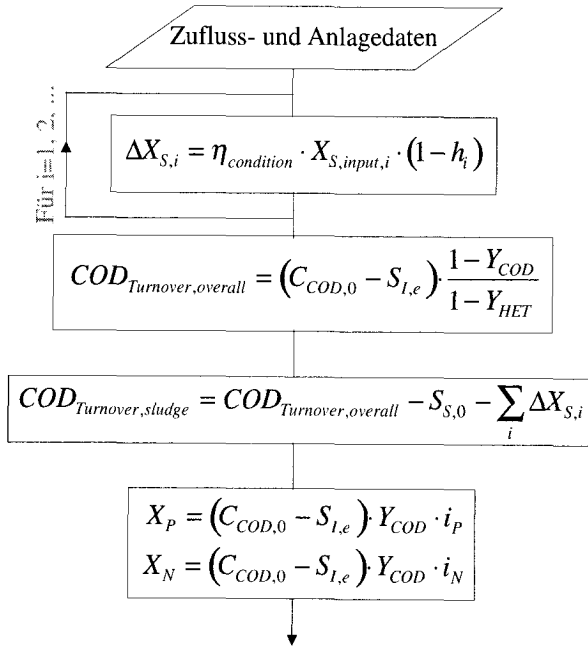 Zufluss- und Anlagedaten
Für i=1, 2, ...
ΔX_{S,i} = η_{condition} · X_{S,input,i} · (1 − h_i)
COD_{Turnover,overall} = (C_{COD,0} − S_{I,e}) · \frac{1 − Y_{COD}}{1 − Y_{HET}}
COD_{Turnover,sludge} = COD_{Turnover,overall} − S_{S,0} − \sum_i ΔX_{S,i}
X_P = (C_{COD,0} − S_{I,e}) · Y_{COD} · i_P
X_N = (C_{COD,0} − S_{I,e}) · Y_{COD} · i_N